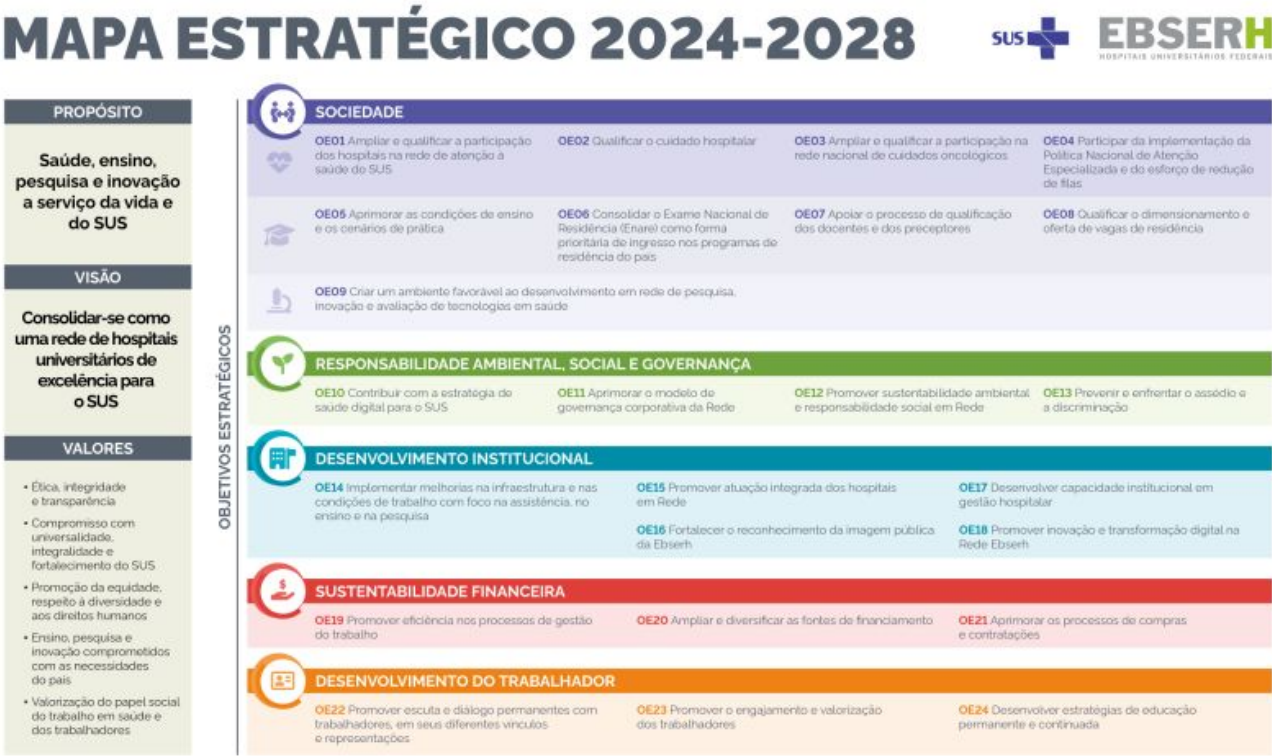 MAPA ESTRATÉGICO 2024-2028
SUS
EBSERH
HOSPITAIS UNIVERSITÁRIOS FEDERAIS
PROPÓSITO
Saúde, ensino,
pesquisa e inovação
a serviço da vida e
do SUS
VISÃO
Consolidar-se como
uma rede de hospitais
universitários de
excelência para
o SUS
VALORES
• Ética, integridade
e transparência
• Compromisso com
universalidade,
integralidade e
fortalecimento do SUS
• Promoção da equidade,
respeito à diversidade e
aos direitos humanos
• Ensino, pesquisa e
inovação comprometidos
com as necessidades
do país
• Valorização do papel social
do trabalho em saúde e
dos trabalhadores
OBJETIVOS ESTRATÉGICOS
SOCIEDADE
OE01 Ampliar e qualificar a participação
dos hospitais na rede de atenção à
saúde do SUS
OE02 Qualificar o cuidado hospitalar
OE03 Ampliar e qualificar a participação na
rede nacional de cuidados oncológicos
OE04 Participar da implementação da
Política Nacional de Atenção
Especializada e do esforço de redução
de filas
OE05 Aprimorar as condições de ensino
e os cenários de prática
OE06 Consolidar o Exame Nacional de
Residência (Enare) como forma
prioritária de ingresso nos programas de
residência do país
OE07 Apoiar o processo de qualificação
dos docentes e dos preceptores
OE08 Qualificar o dimensionamento e
oferta de vagas de residência
OE09 Criar um ambiente favorável ao desenvolvimento em rede de pesquisa,
inovação e avaliação de tecnologias em saúde
RESPONSABILIDADE AMBIENTAL, SOCIAL E GOVERNANÇA
OE10 Contribuir com a estratégia de
saúde digital para o SUS
OE11 Aprimorar o modelo de
governança corporativa da Rede
OE12 Promover sustentabilidade ambiental
e responsabilidade social em Rede
OE13 Prevenir e enfrentar o assédio e
a discriminação
DESENVOLVIMENTO INSTITUCIONAL
OE14 Implementar melhorias na infraestrutura e nas
condições de trabalho com foco na assistência, no
ensino e na pesquisa
OE15 Promover atuação integrada dos hospitais
em Rede
OE16 Fortalecer o reconhecimento da imagem pública
da Ebserh
OE17 Desenvolver capacidade institucional em
gestão hospitalar
OE18 Promover inovação e transformação digital na
Rede Ebserh
SUSTENTABILIDADE FINANCEIRA
OE19 Promover eficiência nos processos de gestão
do trabalho
OE20 Ampliar e diversificar as fontes de financiamento
OE21 Aprimorar os processos de compras
e contratações
DESENVOLVIMENTO DO TRABALHADOR
OE22 Promover escuta e diálogo permanentes com
trabalhadores, em seus diferentes vínculos
e representações
OE23 Promover o engajamento e valorização
dos trabalhadores
OE24 Desenvolver estratégias de educação
permanente e continuada